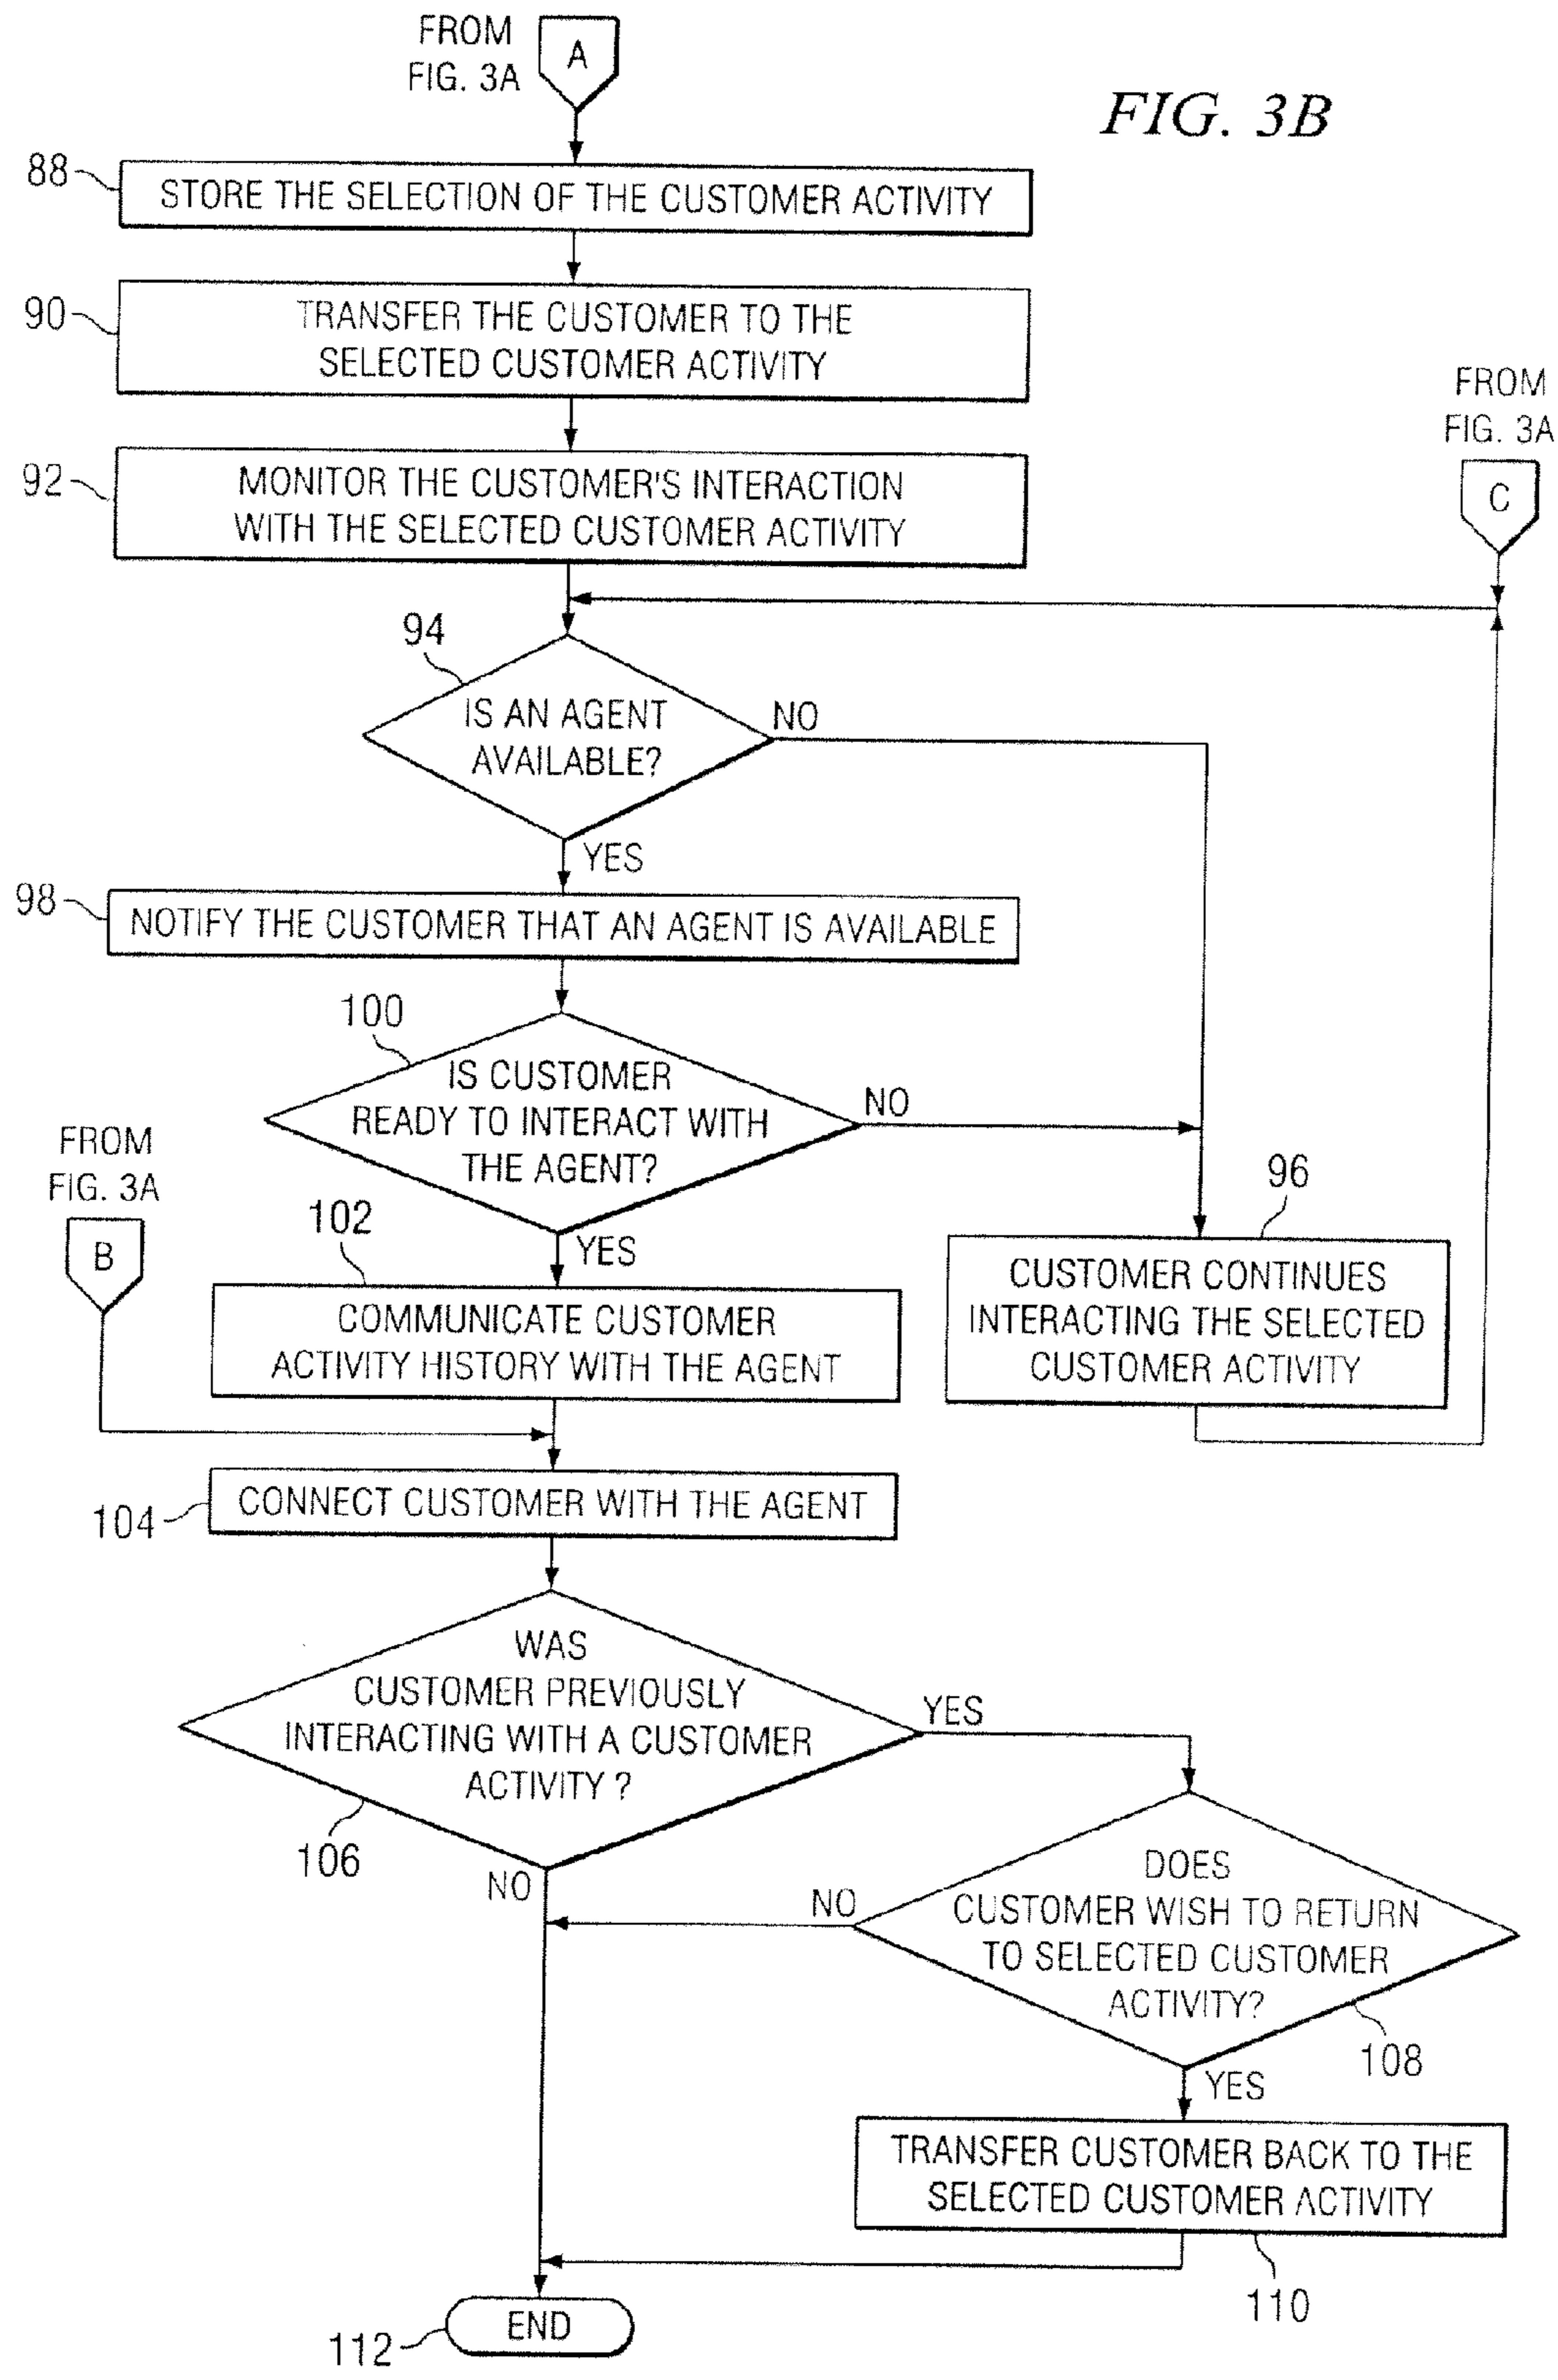 FROM
FIG. 3A
A
FIG. 3B
88
STORE THE SELECTION OF THE CUSTOMER ACTIVITY
90
TRANSFER THE CUSTOMER TO THE
SELECTED CUSTOMER ACTIVITY
92
MONITOR THE CUSTOMER'S INTERACTION
WITH THE SELECTED CUSTOMER ACTIVITY
FROM
FIG. 3A
C
94
IS AN AGENT
AVAILABLE?
NO
YES
98
NOTIFY THE CUSTOMER THAT AN AGENT IS AVAILABLE
100
IS CUSTOMER
READY TO INTERACT WITH
THE AGENT?
NO
YES
FROM
FIG. 3A
B
96
CUSTOMER CONTINUES
INTERACTING THE SELECTED
CUSTOMER ACTIVITY
102
COMMUNICATE CUSTOMER
ACTIVITY HISTORY WITH THE AGENT
104
CONNECT CUSTOMER WITH THE AGENT
WAS
CUSTOMER PREVIOUSLY
INTERACTING WITH A CUSTOMER
ACTIVITY ?
YES
106
NO
DOES
CUSTOMER WISH TO RETURN
TO SELECTED CUSTOMER
ACTIVITY?
NO
108
YES
TRANSFER CUSTOMER BACK TO THE
SELECTED CUSTOMER ACTIVITY
110
END
112